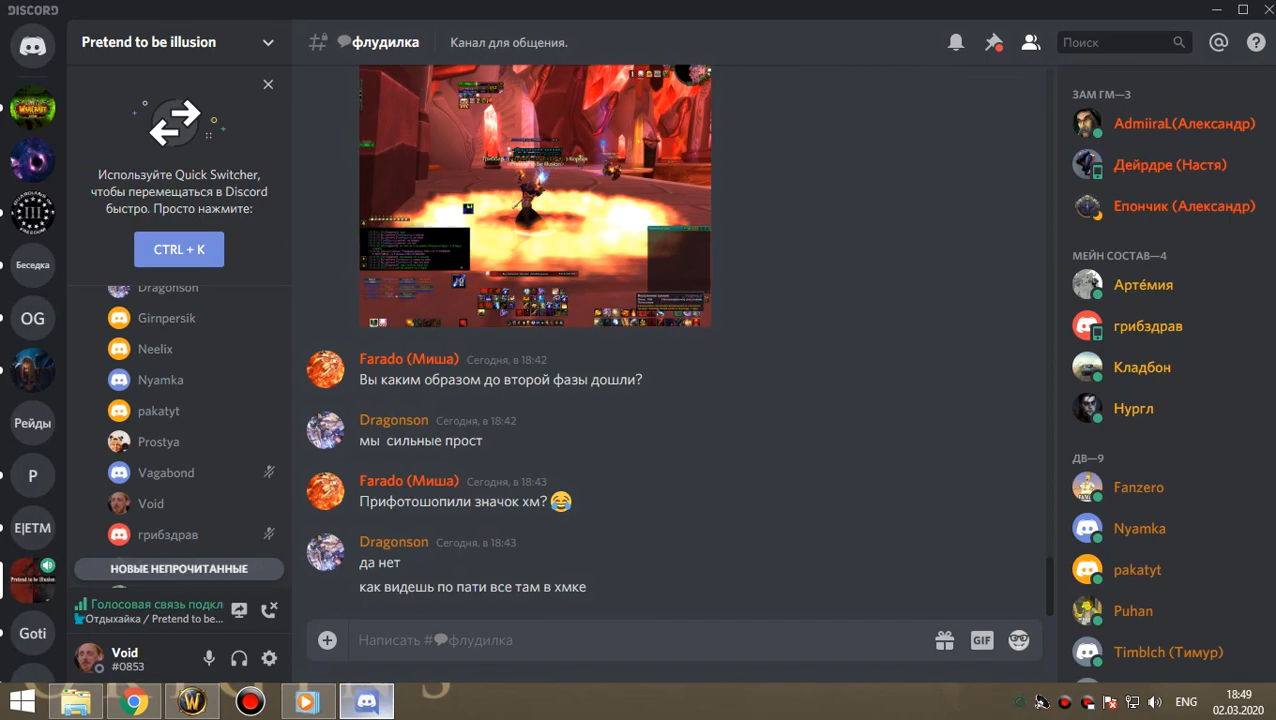 DISCORD
Pretend to be illusion
флудилка
Канал для общения.
Поиск
Используйте Quick Switcher,
чтобы перемещаться в Discord
быстро. Просто нажмите:
CTRL + K
Dragonson
Girnpersik
Neelix
Nyamka
pakatyt
Prostya
Vagabond
Void
грибздрав
НОВЫЕ НЕПРОЧИТАННЫЕ
Голосовая связь подкл
Отдыхайка / Pretend to be...
Void
#0853
Беседка
OG
Рейды
P
E|ETM
Goti
Farado (Миша) Сегодня, в 18:42
Вы каким образом до второй фазы дошли?
Dragonson Сегодня, в 18:42
мы сильные прост
Farado (Миша) Сегодня, в 18:43
Прифотошопили значок хм?
Dragonson Сегодня, в 18:43
да нет
как видешь по пати все там в хмке
Написать #флудилка
GIF
ЗАМ ГМ—3
AdmiiraL(Александр)
Дейрдре (Настя)
Епончик (Александр)
Артémия
грибздрав
Кладбон
Нургл
ДВ—9
Fanzero
Nyamka
pakatyt
Puhan
Timblch (Тимур)
ENG
18:49
02.03.2020